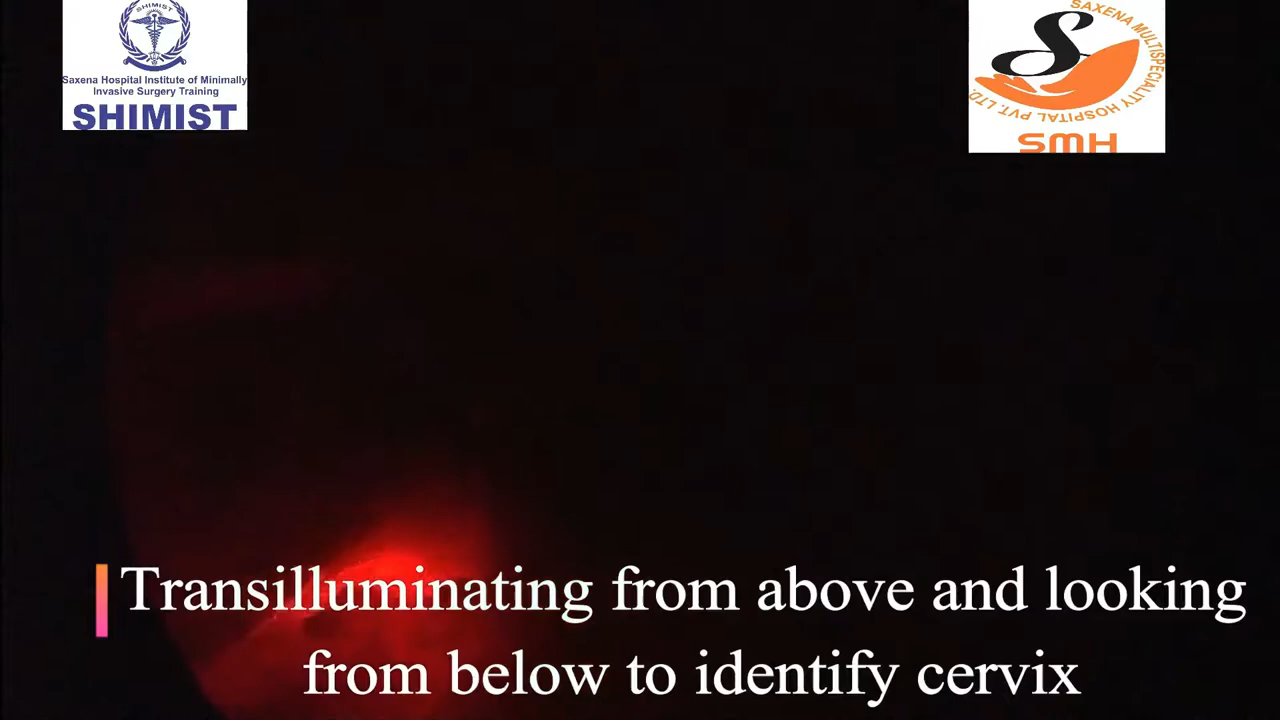 SHIMIST
Saxena Hospital Institute of Minimally
Invasive Surgery Training
SHIMIST
SAXENA MULTISPECIALITY HOSPITAL PVT. LTD.
S
SMH
Transilluminating from above and looking
from below to identify cervix